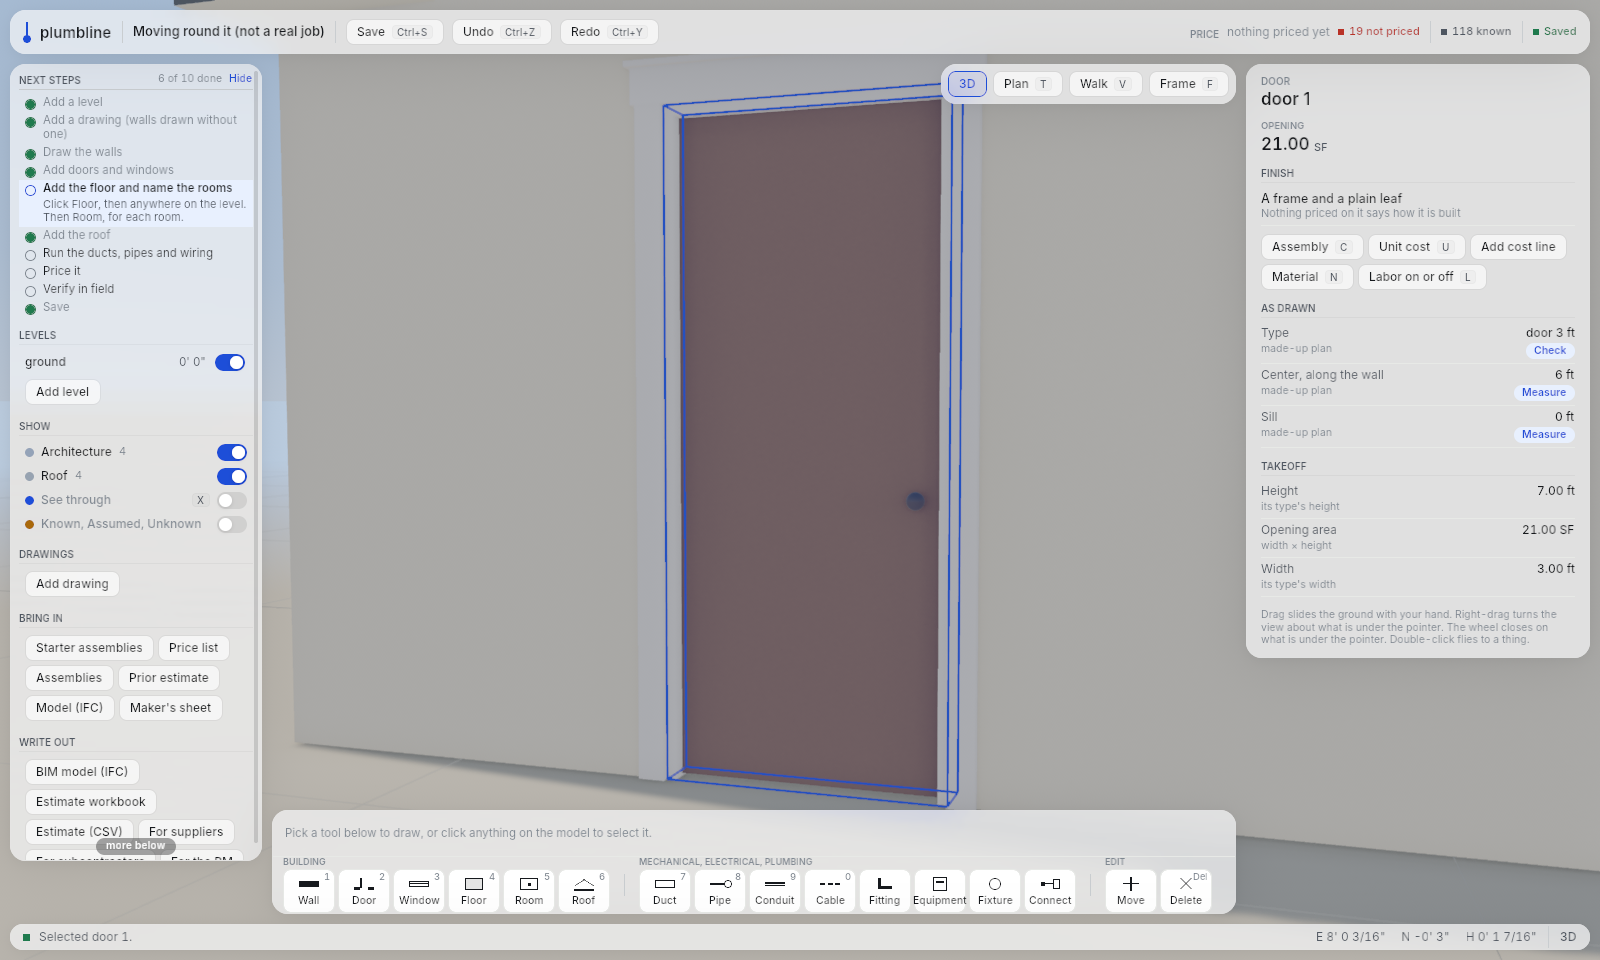 plumbline
Moving round it (not a real job)
Save Ctrl+S
Undo Ctrl+Z
Redo Ctrl+Y
PRICE nothing priced yet
19 not priced
118 known
Saved
NEXT STEPS 6 of 10 done Hide
Add a level
Add a drawing (walls drawn without
one)
Draw the walls
Add doors and windows
Add the floor and name the rooms
Click Floor, then anywhere on the level.
Then Room, for each room.
Add the roof
Run the ducts, pipes and wiring
Price it
Verify in field
Save
LEVELS
ground 0' 0"
Add level
SHOW
Architecture 4
Roof 4
See through X
Known, Assumed, Unknown
DRAWINGS
Add drawing
BRING IN
Starter assemblies Price list
Assemblies Prior estimate
Model (IFC) Maker's sheet
WRITE OUT
BIM model (IFC)
Estimate workbook
Estimate (CSV) For suppliers
more below
For subcontractors For the PM
3D
Plan T
Walk V
Frame F
DOOR
door 1
OPENING
21.00 SF
FINISH
A frame and a plain leaf
Nothing priced on it says how it is built
Assembly C Unit cost U Add cost line
Material N Labor on or off L
AS DRAWN
Type door 3 ft
made-up plan Check
Center, along the wall 6 ft
made-up plan Measure
Sill 0 ft
made-up plan Measure
TAKEOFF
Height 7.00 ft
its type's height
Opening area 21.00 SF
width × height
Width 3.00 ft
its type's width
Drag slides the ground with your hand. Right-drag turns the
view about what is under the pointer. The wheel closes on
what is under the pointer. Double-click flies to a thing.
Pick a tool below to draw, or click anything on the model to select it.
BUILDING
1 Wall
2 Door
3 Window
4 Floor
5 Room
6 Roof
MECHANICAL, ELECTRICAL, PLUMBING
7 Duct
8 Pipe
9 Conduit
0 Cable
Fitting
Equipment
Fixture
Connect
EDIT
Move
Del Delete
Selected door 1.
E 8' 0 3/16" N -0' 3" H 0' 1 7/16" 3D